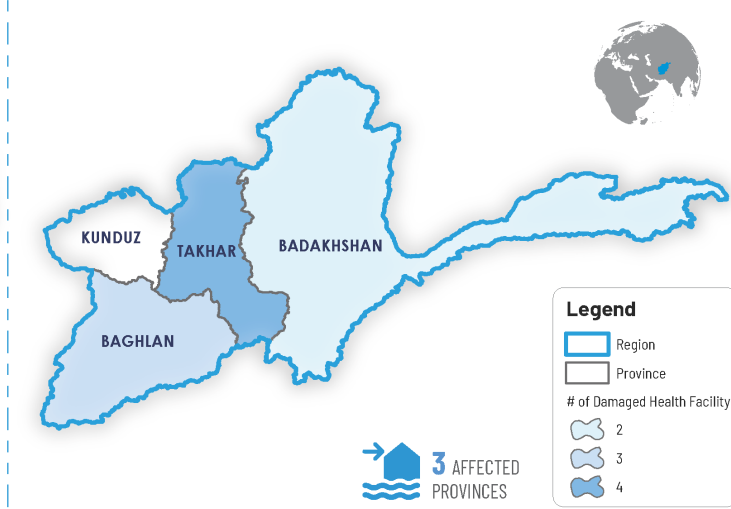 KUNDUZ
TAKHAR
BADAKHSHAN
BAGHLAN
Legend
Region
Province
# of Damaged Health Facility
2
3
4
3 AFFECTED
PROVINCES